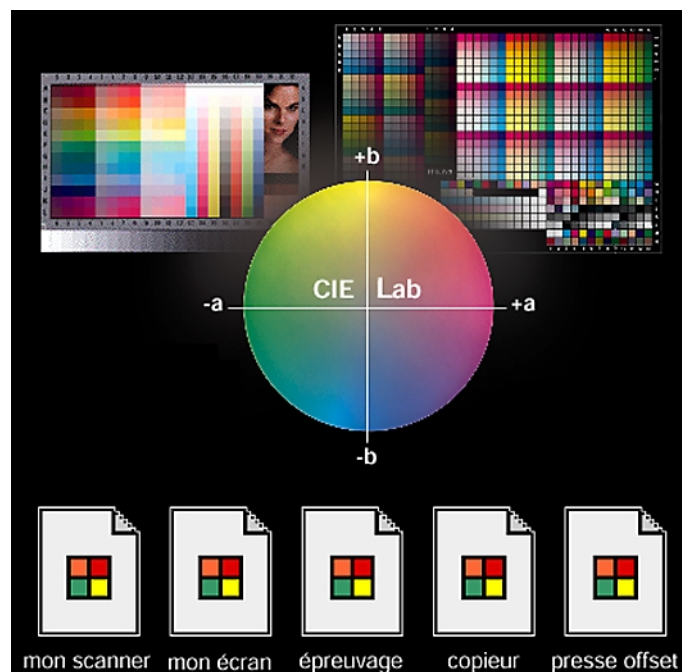 +b
CIE Lab
-a
+a
-b
mon scanner
mon écran
épreuvage
copieur
presse offset